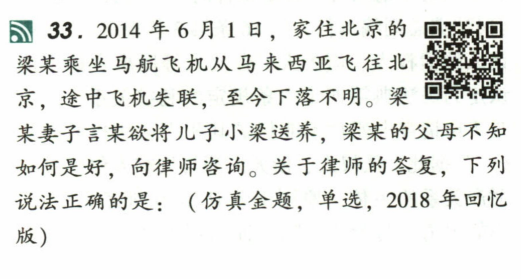 33. 2014 年 6 月 1 日，家住北京的
梁某乘坐马航飞机从马来西亚飞往北
京，途中飞机失联，至今下落不明。梁
某妻子言某欲将儿子小梁送养，梁某的父母不知
如何是好，向律师咨询。关于律师的答复，下列
说法正确的是：（仿真金题，单选，2018 年回忆
版）